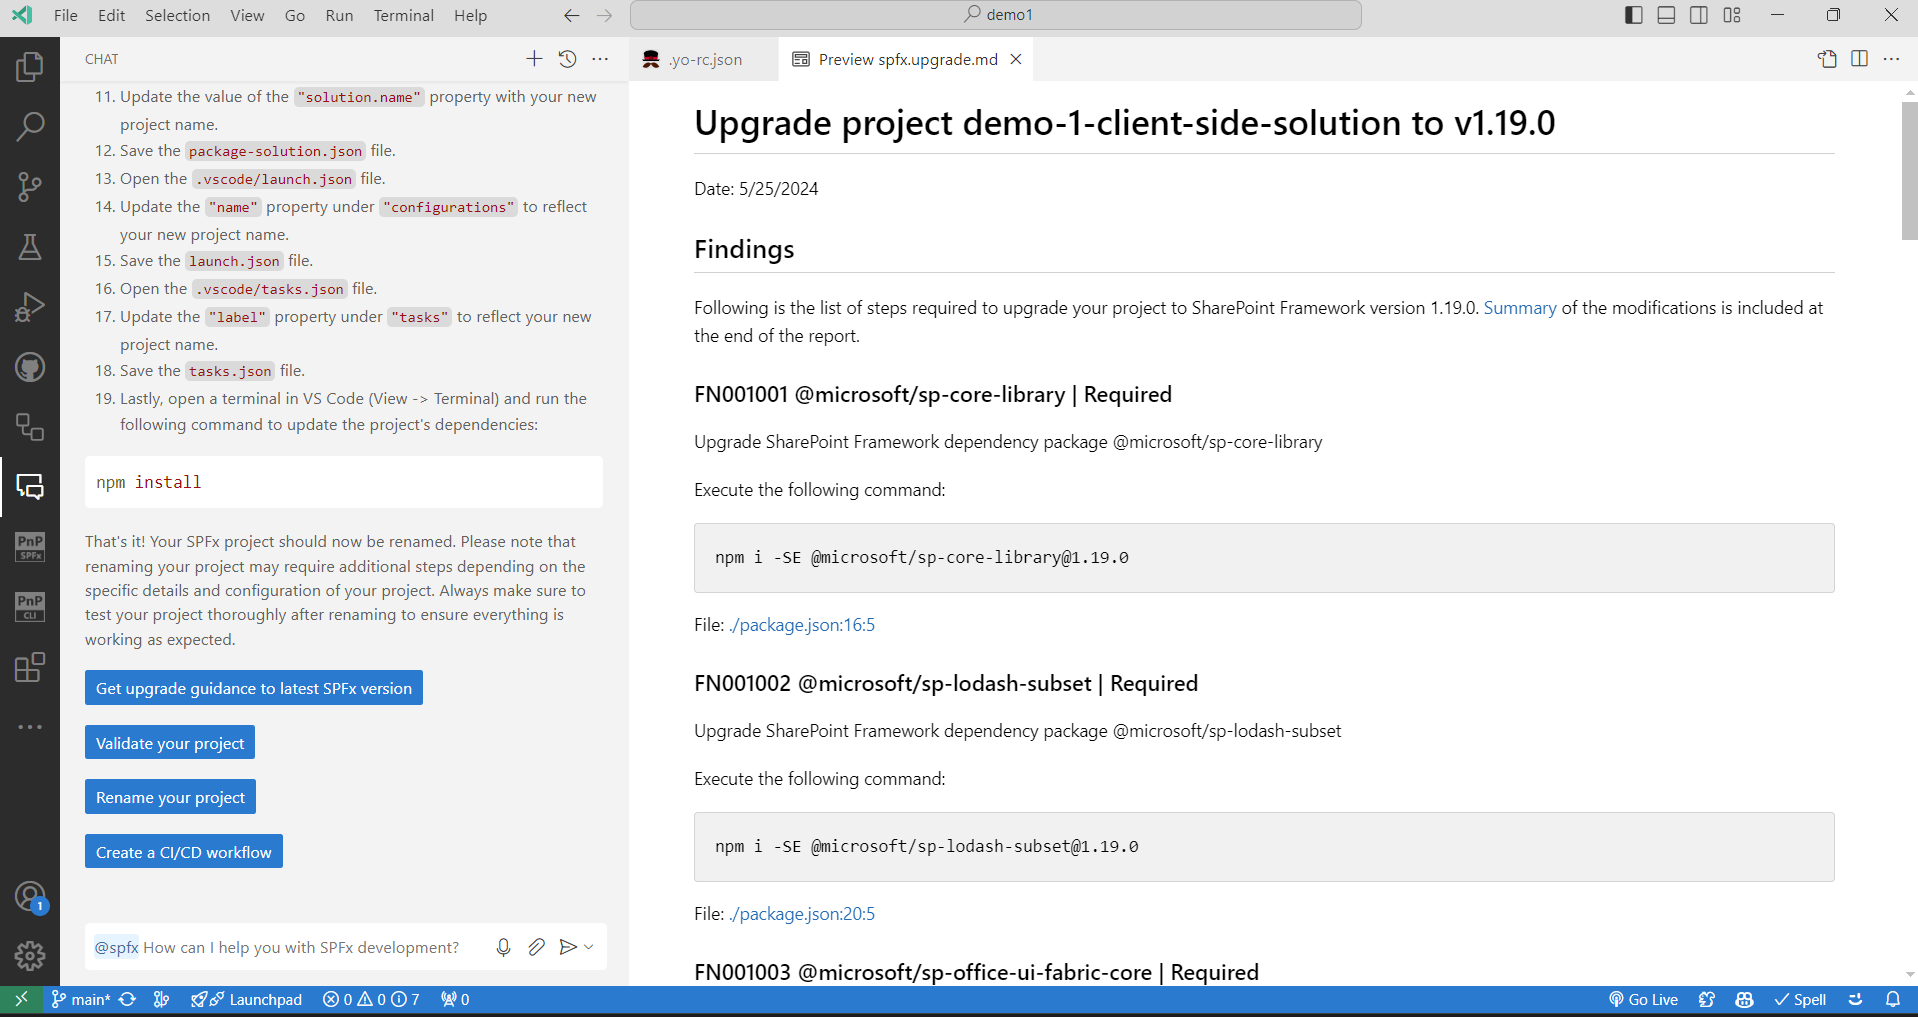 File Edit Selection View Go Run Terminal Help
demo1
CHAT
11. Update the value of the "solution.name" property with your new
project name.
12. Save the package-solution.json file.
13. Open the .vscode/launch.json file.
14. Update the "name" property under "configurations" to reflect
your new project name.
15. Save the launch.json file.
16. Open the .vscode/tasks.json file.
17. Update the "label" property under "tasks" to reflect your new
project name.
18. Save the tasks.json file.
19. Lastly, open a terminal in VS Code (View -> Terminal) and run the
following command to update the project's dependencies:
npm install
That's it! Your SPFx project should now be renamed. Please note that
renaming your project may require additional steps depending on the
specific details and configuration of your project. Always make sure to
test your project thoroughly after renaming to ensure everything is
working as expected.
Get upgrade guidance to latest SPFx version
Validate your project
Rename your project
Create a CI/CD workflow
@spfx How can I help you with SPFx development?
PnP
SPFx
PnP
CLI
1
.yo-rc.json
Preview spfx.upgrade.md
Upgrade project demo-1-client-side-solution to v1.19.0
Date: 5/25/2024
Findings
Following is the list of steps required to upgrade your project to SharePoint Framework version 1.19.0. Summary of the modifications is included at
the end of the report.
FN001001 @microsoft/sp-core-library | Required
Upgrade SharePoint Framework dependency package @microsoft/sp-core-library
Execute the following command:
npm i -SE @microsoft/sp-core-library@1.19.0
File: ./package.json:16:5
FN001002 @microsoft/sp-lodash-subset | Required
Upgrade SharePoint Framework dependency package @microsoft/sp-lodash-subset
Execute the following command:
npm i -SE @microsoft/sp-lodash-subset@1.19.0
File: ./package.json:20:5
FN001003 @microsoft/sp-office-ui-fabric-core | Required
main* Launchpad 0 0 7 0
Go Live Spell